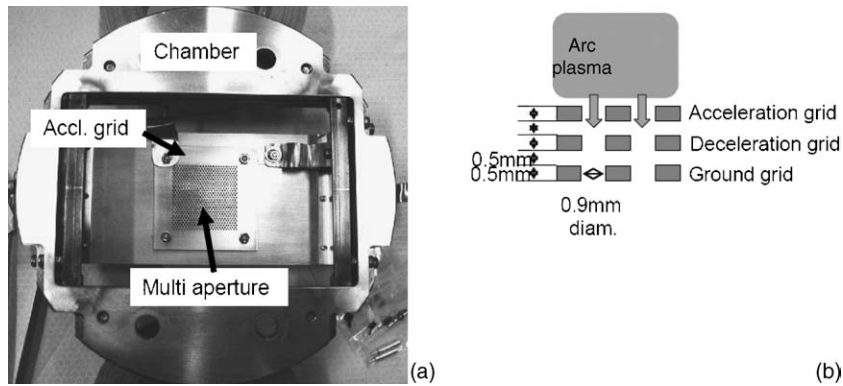 Chamber
Accl. grid
Multi aperture
(a)
Arc
plasma
Acceleration grid
Deceleration grid
0.5mm
0.5mm
Ground grid
0.9mm
diam.
(b)